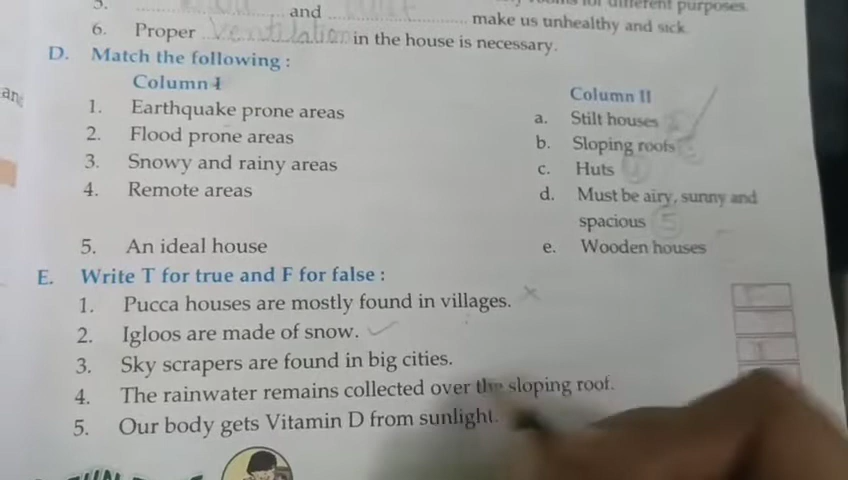 5. ........ and ........ make us unhealthy and sick.
6. Proper ventilation in the house is necessary.
D. Match the following :
Column I Column II
1. Earthquake prone areas a. Stilt houses
2. Flood prone areas b. Sloping roofs
3. Snowy and rainy areas c. Huts
4. Remote areas d. Must be airy, sunny and
spacious 5
5. An ideal house e. Wooden houses
E. Write T for true and F for false :
1. Pucca houses are mostly found in villages. F
2. Igloos are made of snow. T
3. Sky scrapers are found in big cities. T
4. The rainwater remains collected over the sloping roof.
5. Our body gets Vitamin D from sunlight.